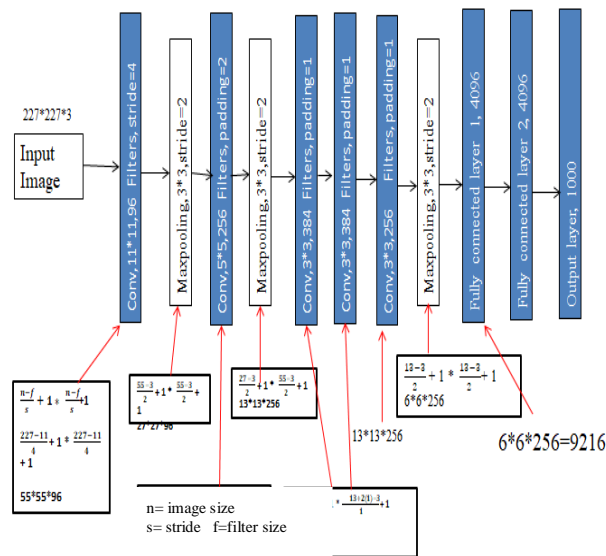 227*227*3
Input
Image
Conv,11*11,96 Filters,stride=4
Maxpooling,3*3,stride=2
Conv,5*5,256 Filters,padding=2
Maxpooling,3*3,stride=2
Conv,3*3,384 Filters,padding=1
Conv,3*3,384 Filters,padding=1
Conv,3*3,256 Filters,padding=1
Maxpooling,3*3,stride=2
Fully connected layer 1, 4096
Fully connected layer 2, 4096
Output layer, 1000
n-f/s + 1 * n-f/s +1
227-11/4 +1 * 227-11/4
+1
55*55*96
55-3/2 +1 * 55-3/2 +
1
27*27*96
27-3/2 +1 * 55-3/2 +1
13*13*256
13*13*256
13-3/2 + 1 * 13-3/2 + 1
6*6*256
6*6*256=9216
n= image size
s= stride f=filter size
* 13+2(1)-3/1 +1